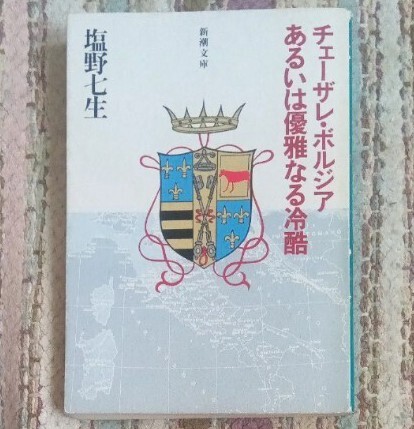 チェーザレ・ボルジア
あるいは優雅なる冷酷
新潮文庫
塩野七生